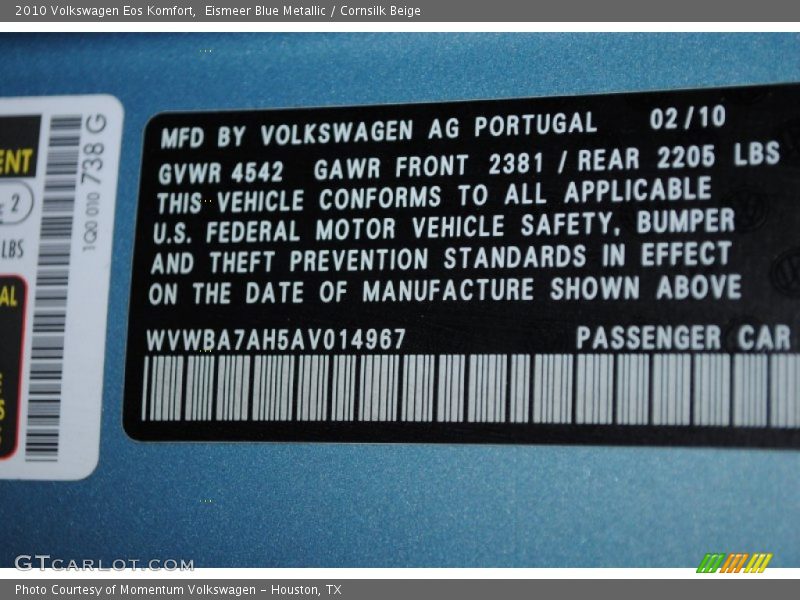 2010 Volkswagen Eos Komfort,  Eismeer Blue Metallic / Cornsilk Beige
ENT
2
LBS
AL
1Q0 010 738 G
MFD BY VOLKSWAGEN AG PORTUGAL 02/10
GVWR 4542 GAWR FRONT 2381 / REAR 2205 LBS
THIS VEHICLE CONFORMS TO ALL APPLICABLE
U.S. FEDERAL MOTOR VEHICLE SAFETY, BUMPER
AND THEFT PREVENTION STANDARDS IN EFFECT
ON THE DATE OF MANUFACTURE SHOWN ABOVE
WVWBA7AH5AV014967 PASSENGER CAR
GTCARLOT.COM
Photo Courtesy of Momentum Volkswagen - Houston, TX